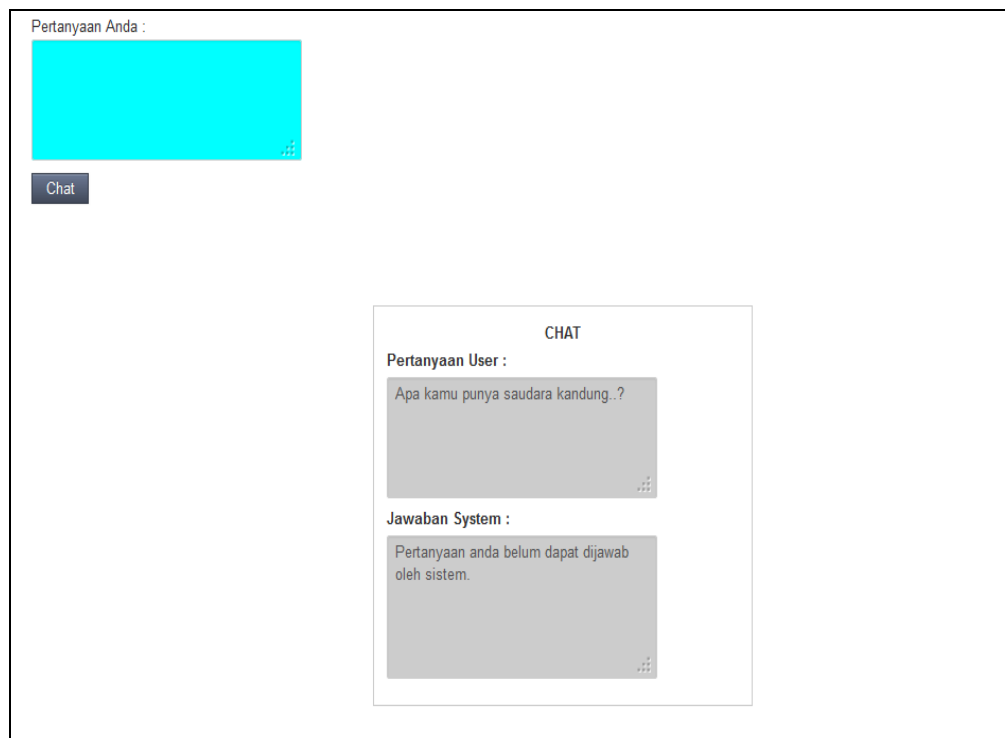 Pertanyaan Anda :
Chat
CHAT
Pertanyaan User :
Apa kamu punya saudara kandung..?
Jawaban System :
Pertanyaan anda belum dapat dijawab
oleh sistem.